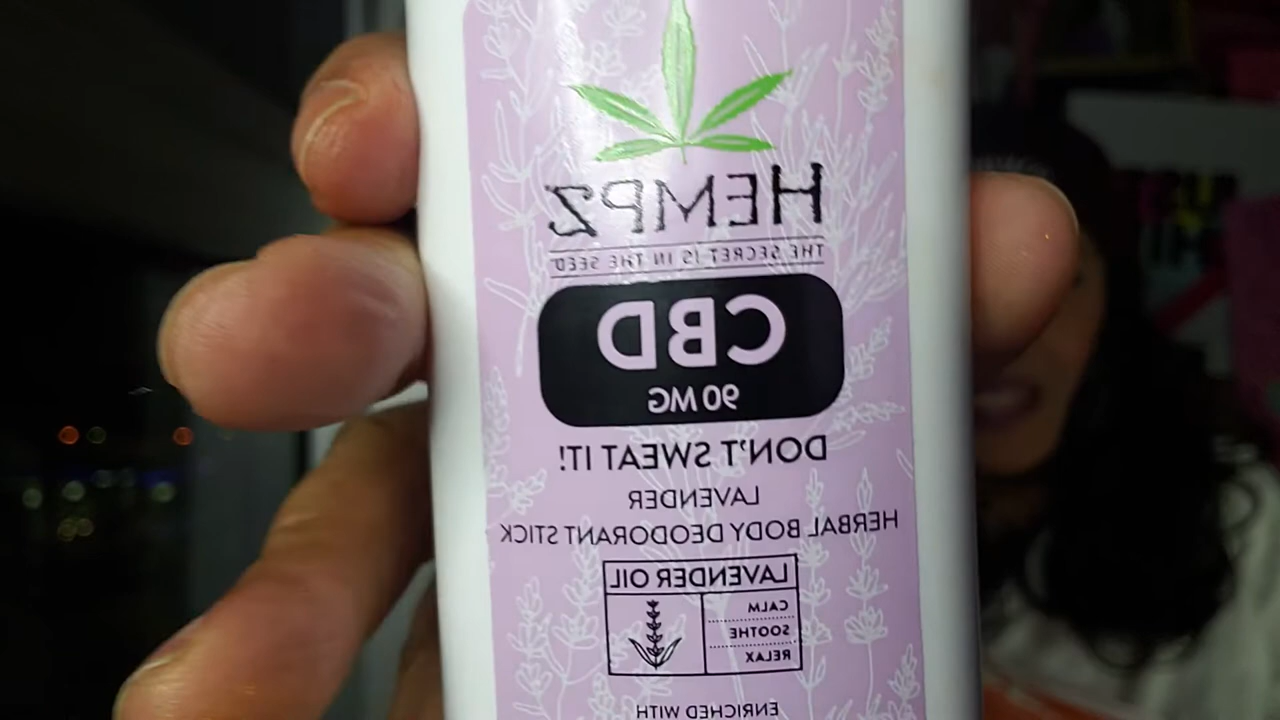 HEMPZ
THE SECRET IS IN THE SEED
CBD
90 MG
DON'T SWEAT IT!
LAVENDER
HERBAL BODY DEODORANT STICK
LAVENDER OIL
CALM
SOOTHE
RELAX
ENRICHED WITH